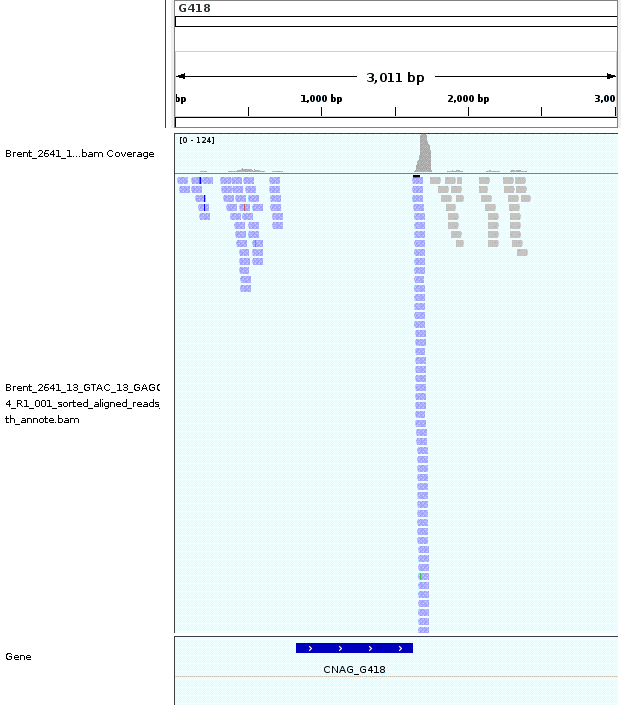 G418
3,011 bp
bp 1,000 bp 2,000 bp 3,00
[0 - 124]
Brent_2641_1...bam Coverage
Brent_2641_13_GTAC_13_GAG
4_R1_001_sorted_aligned_reads_
th_annote.bam
Gene
CNAG_G418